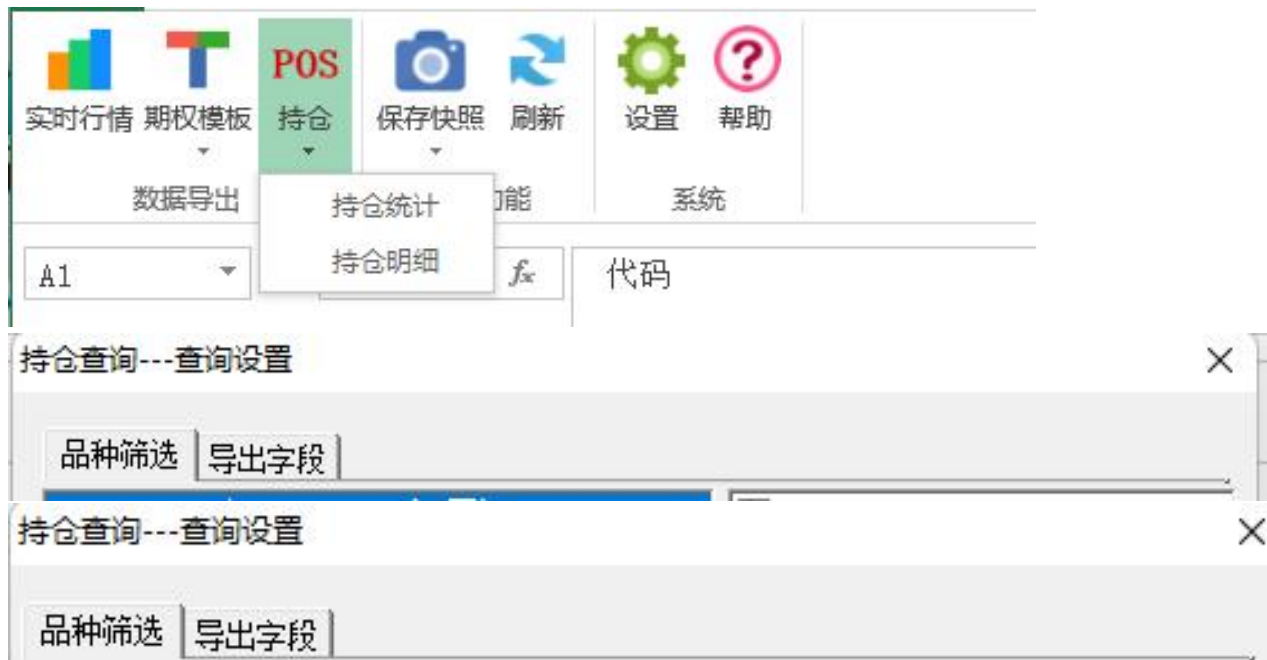 POS
实时行情 期权模板 持仓 保存快照 刷新 设置 帮助
数据导出 能 系统
持仓统计
持仓明细
A1 fx 代码
持仓查询---查询设置
品种筛选 导出字段
持仓查询---查询设置
品种筛选 导出字段